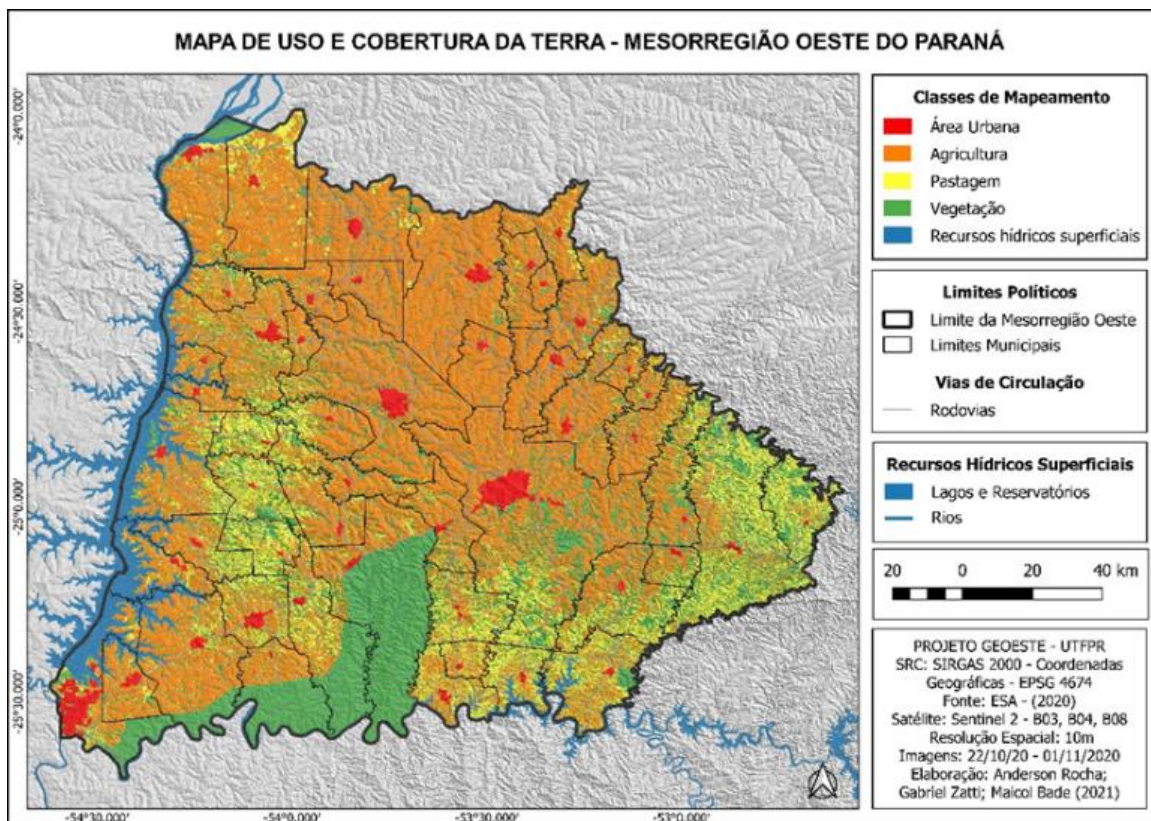 MAPA DE USO E COBERTURA DA TERRA - MESORREGIÃO OESTE DO PARANÁ
-24°0.000'
-24°30.000'
-25°0.000'
-25°30.000'
-54°30.000'
-54°0.000'
-53°30.000'
-53°0.000'
Classes de Mapeamento
Área Urbana
Agricultura
Pastagem
Vegetação
Recursos hídricos superficiais
Limites Políticos
Limite da Mesorregião Oeste
Limites Municipais
Vias de Circulação
Rodovias
Recursos Hídricos Superficiais
Lagos e Reservatórios
Rios
20 0 20 40 km
PROJETO GEOESTE - UTFPR
SRC: SIRGAS 2000 - Coordenadas
Geográficas - EPSG 4674
Fonte: ESA - (2020)
Satélite: Sentinel 2 - B03, B04, B08
Resolução Espacial: 10m
Imagens: 22/10/20 - 01/11/2020
Elaboração: Anderson Rocha;
Gabriel Zatti; Maicol Bade (2021)